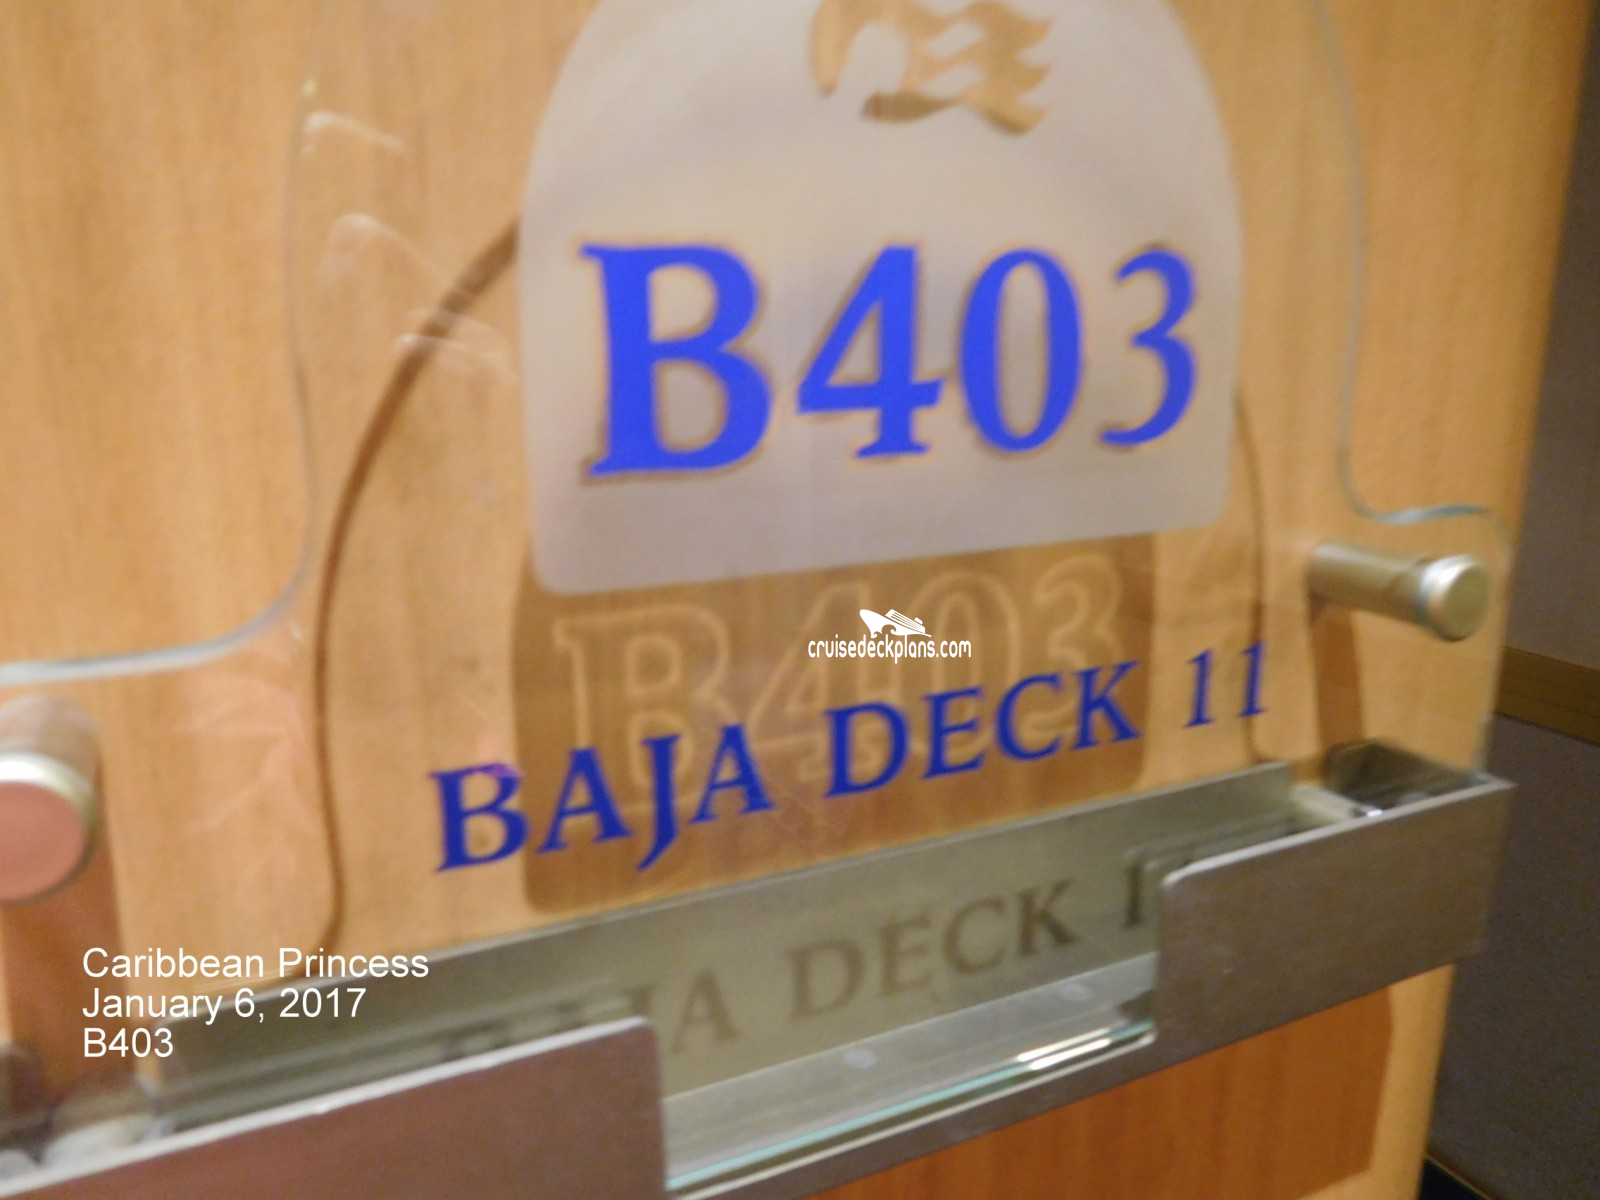 B403
cruisedeckplans.com
BAJA DECK 11
Caribbean Princess
January 6, 2017
B403